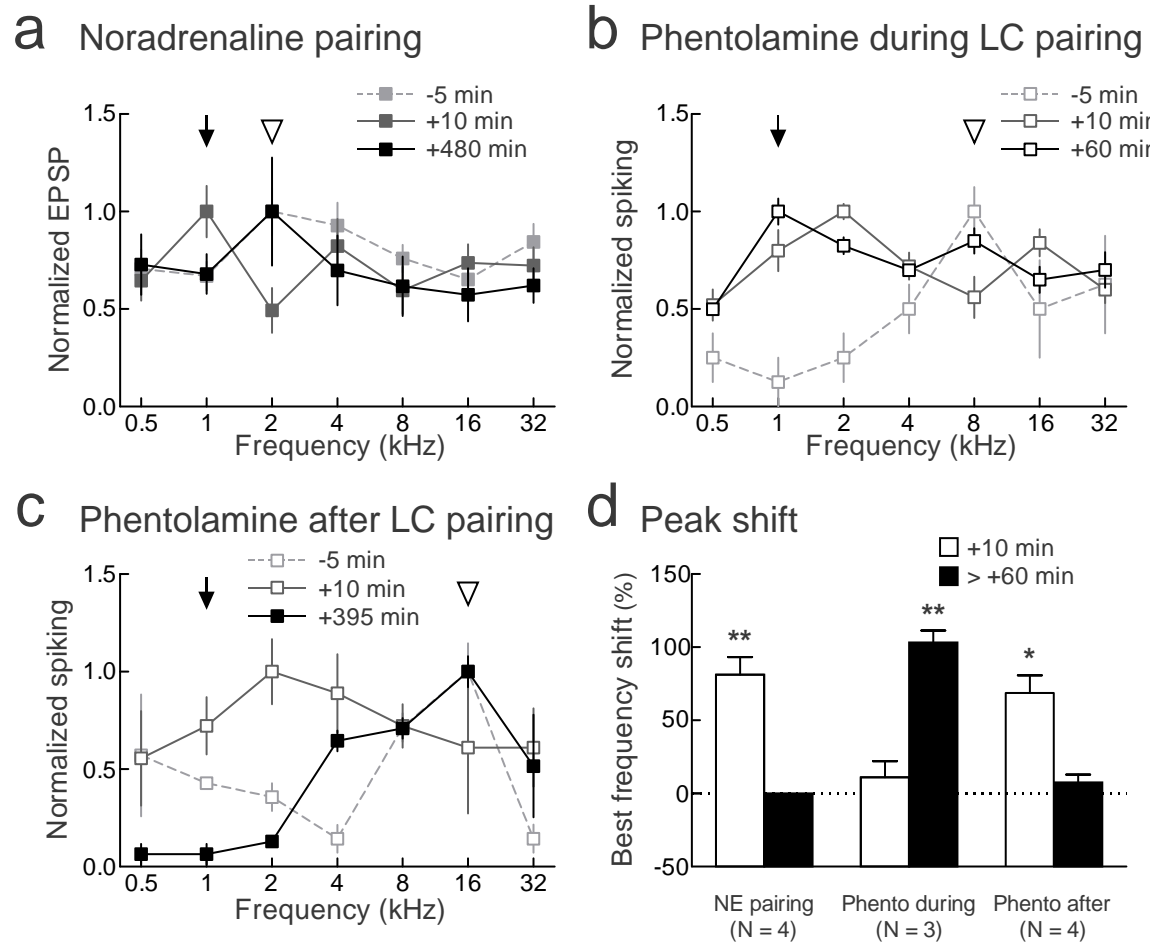 a Noradrenaline pairing
-5 min
+10 min
+480 min
Normalized EPSP
1.5
1.0
0.5
0.0
0.5 1 2 4 8 16 32
Frequency (kHz)
b Phentolamine during LC pairing
-5 min
+10 min
+60 min
Normalized spiking
1.5
1.0
0.5
0.0
0.5 1 2 4 8 16 32
Frequency (kHz)
c Phentolamine after LC pairing
-5 min
+10 min
+395 min
Normalized spiking
1.5
1.0
0.5
0.0
0.5 1 2 4 8 16 32
Frequency (kHz)
d Peak shift
+10 min
> +60 min
Best frequency shift (%)
150
100
50
0
-50
** ** *
NE pairing Phento during Phento after
(N = 4) (N = 3) (N = 4)